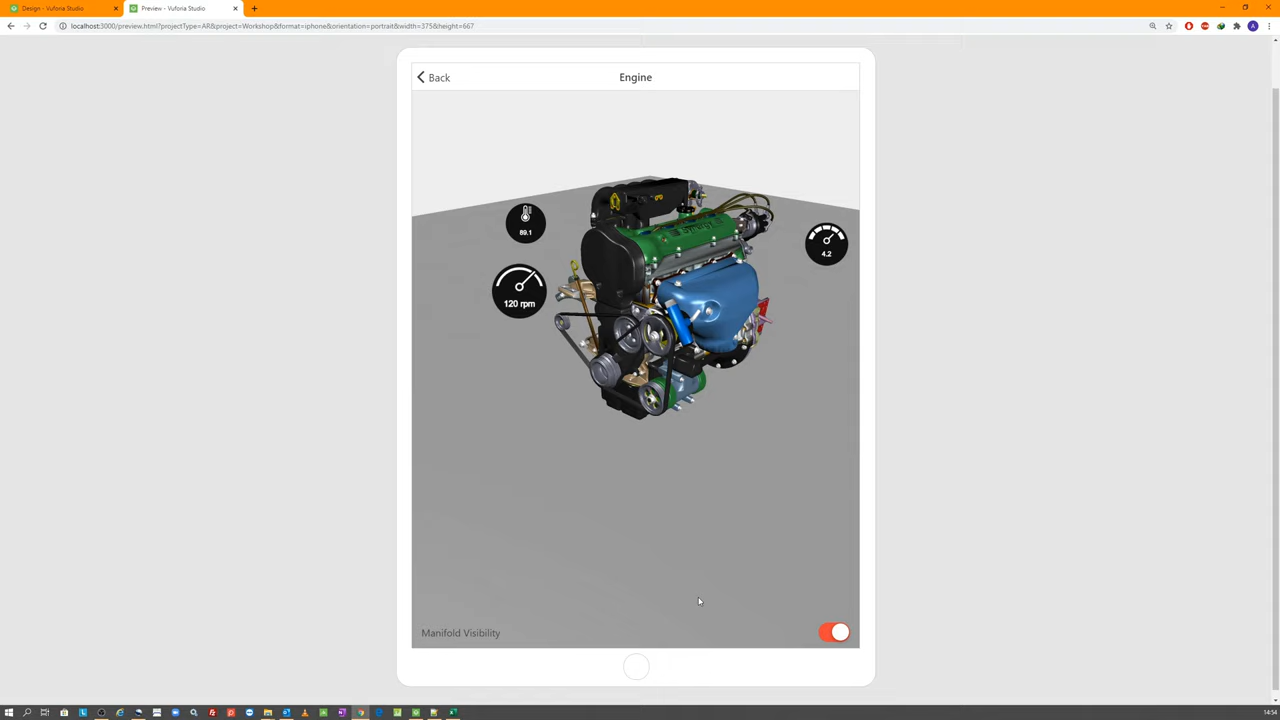 Design - Vuforia Studio
Preview - Vuforia Studio
localhost:3000/preview.html?projectType=AR&project=Workshop&format=iphone&orientation=portrait&width=375&height=667
Back
Engine
89.1
4.2
120 rpm
Manifold Visibility
14:54